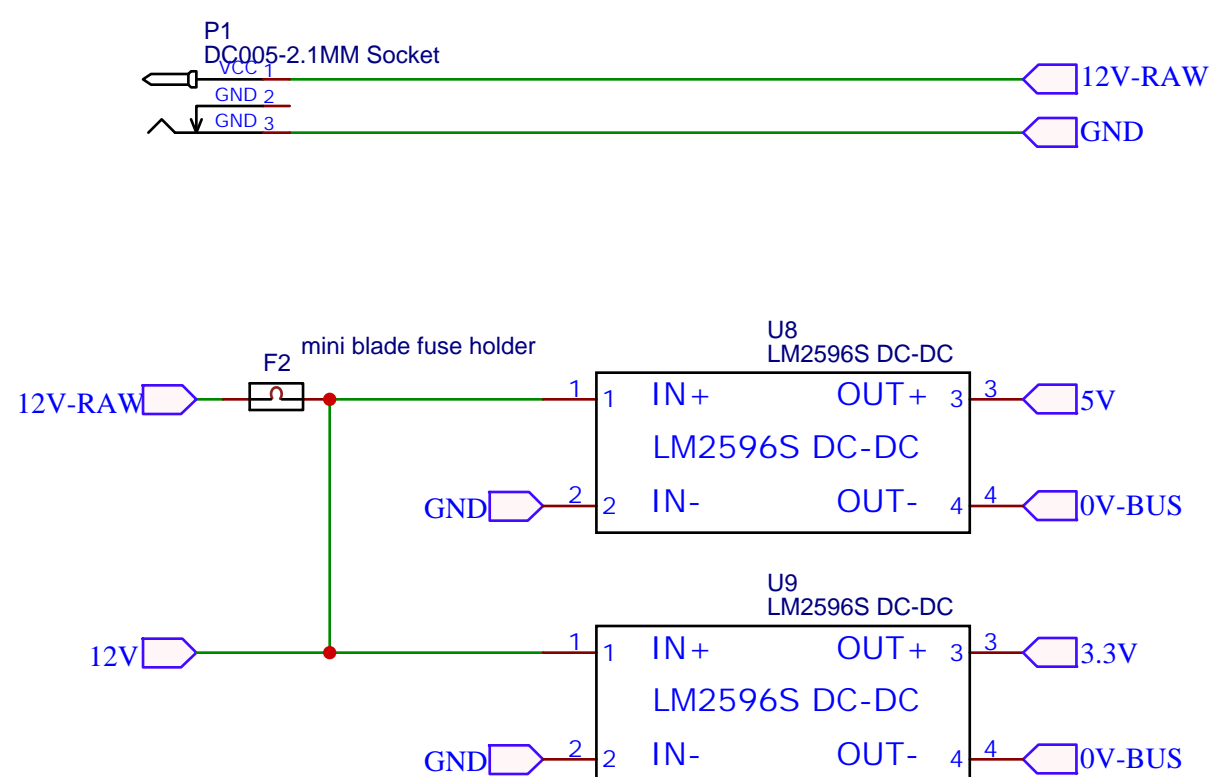 P1
DC005-2.1MM Socket
VCC 1
12V-RAW
GND 2
GND 3
GND
U8
LM2596S DC-DC
mini blade fuse holder
F2
12V-RAW
1 1 IN+ OUT+ 3 3
5V
LM2596S DC-DC
GND
2 2 IN- OUT- 4 4
0V-BUS
U9
LM2596S DC-DC
12V
1 1 IN+ OUT+ 3 3
3.3V
LM2596S DC-DC
GND
2 2 IN- OUT- 4 4
0V-BUS